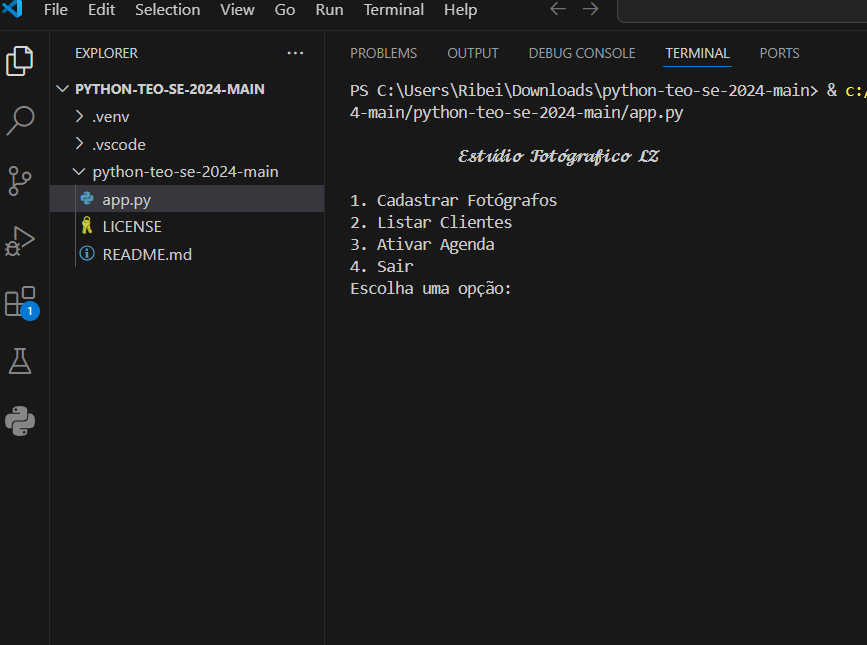 File Edit Selection View Go Run Terminal Help
EXPLORER
PYTHON-TEO-SE-2024-MAIN
.venv
.vscode
python-teo-se-2024-main
app.py
LICENSE
README.md
1
PROBLEMS OUTPUT DEBUG CONSOLE TERMINAL PORTS
PS C:\Users\Ribei\Downloads\python-teo-se-2024-main> & c:/
4-main/python-teo-se-2024-main/app.py
𝓔𝓼𝓽ú𝓭𝓲𝓸 𝓕𝓸𝓽ó𝓰𝓻𝓪𝓯𝓲𝓬𝓸 𝓛𝓩
1. Cadastrar Fotógrafos
2. Listar Clientes
3. Ativar Agenda
4. Sair
Escolha uma opção: